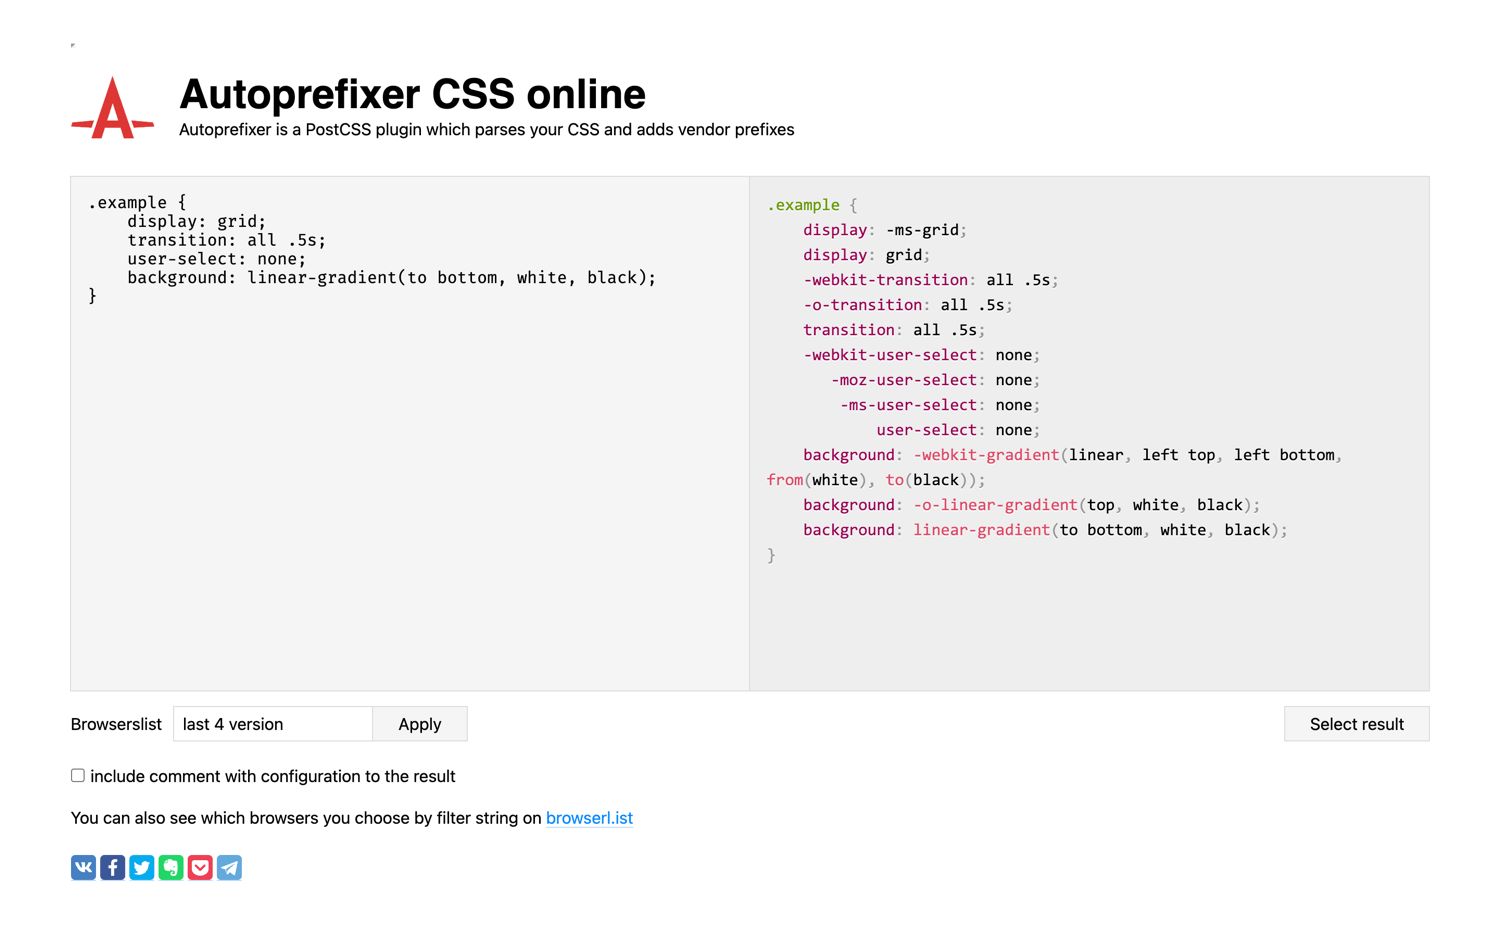 Autoprefixer CSS online
Autoprefixer is a PostCSS plugin which parses your CSS and adds vendor prefixes
.example {
    display: grid;
    transition: all .5s;
    user-select: none;
    background: linear-gradient(to bottom, white, black);
}
.example {
    display: -ms-grid;
    display: grid;
    -webkit-transition: all .5s;
    -o-transition: all .5s;
    transition: all .5s;
    -webkit-user-select: none;
       -moz-user-select: none;
        -ms-user-select: none;
            user-select: none;
    background: -webkit-gradient(linear, left top, left bottom,
from(white), to(black));
    background: -o-linear-gradient(top, white, black);
    background: linear-gradient(to bottom, white, black);
}
Browserslist last 4 version Apply Select result
include comment with configuration to the result
You can also see which browsers you choose by filter string on browserl.ist